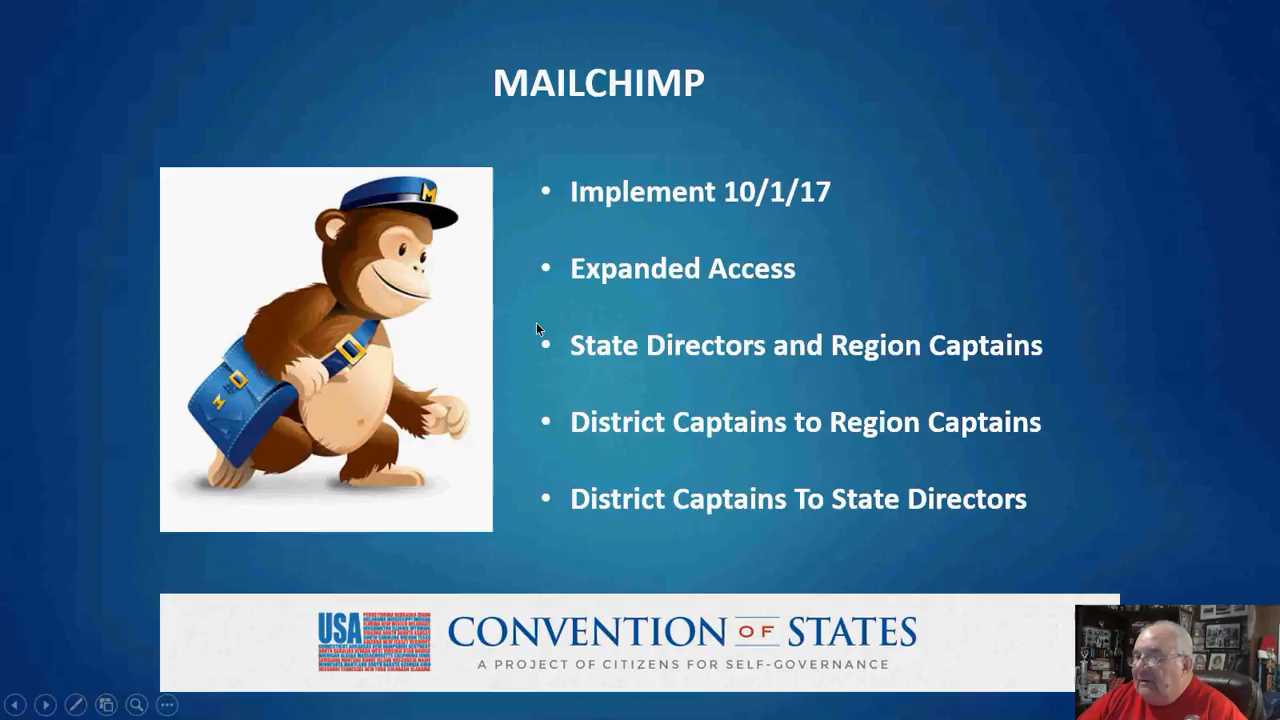 MAILCHIMP
• Implement 10/1/17
• Expanded Access
• State Directors and Region Captains
• District Captains to Region Captains
• District Captains To State Directors
M
M
USA
CONVENTION OF STATES
A PROJECT OF CITIZENS FOR SELF-GOVERNANCE